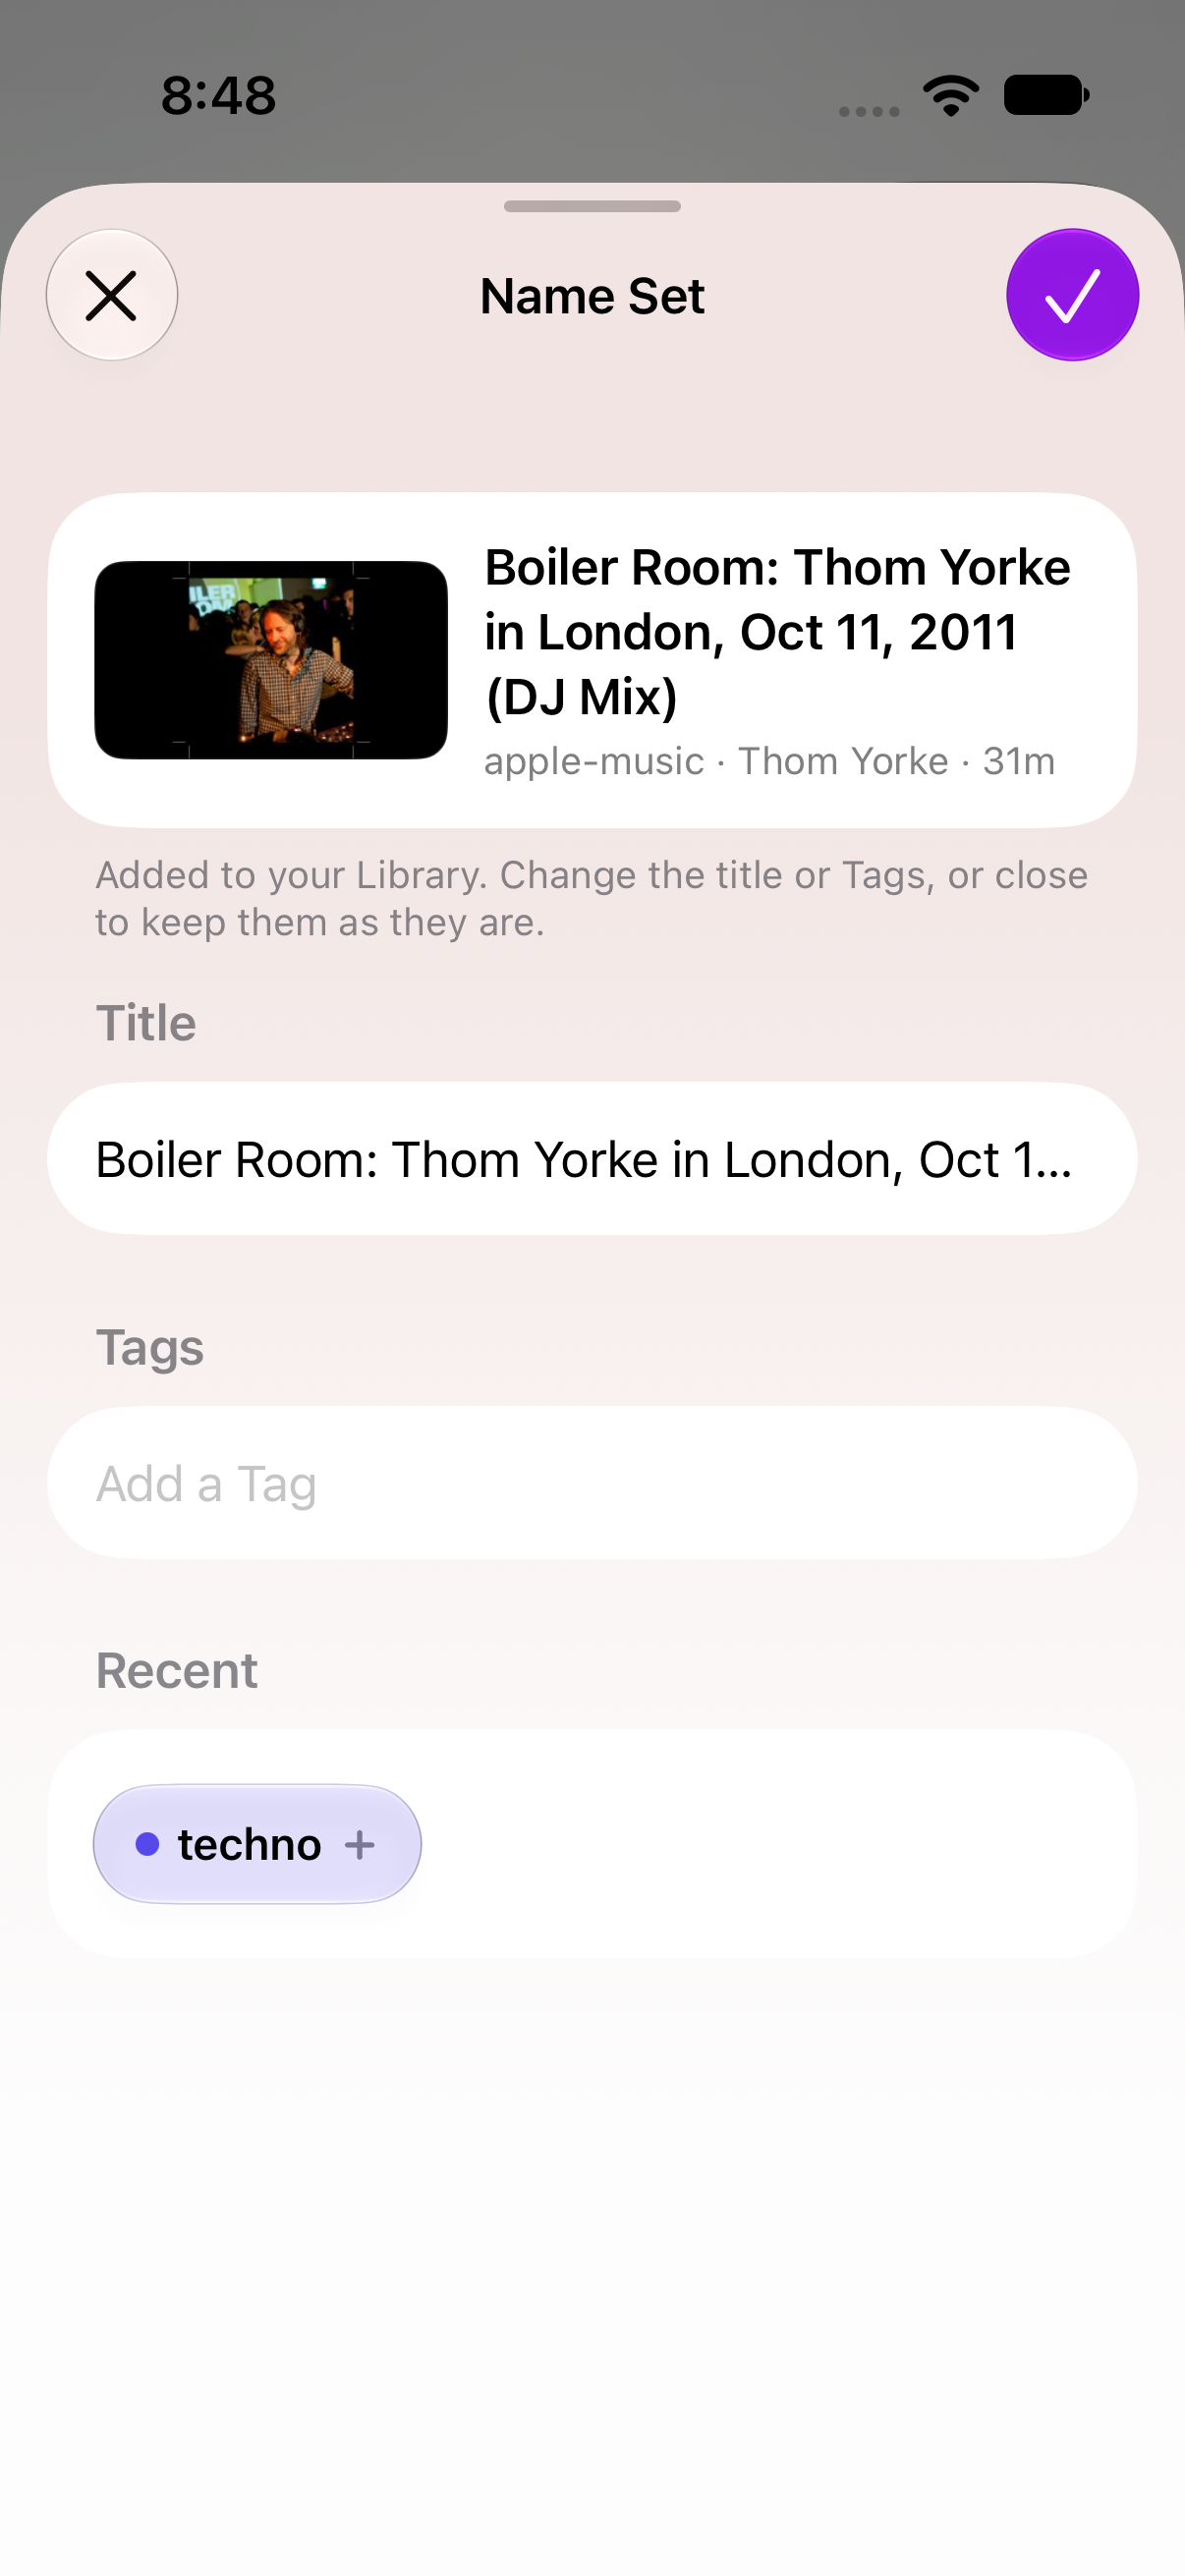 8:48
Name Set
ILER
Boiler Room: Thom Yorke
in London, Oct 11, 2011
(DJ Mix)
apple-music · Thom Yorke · 31m
Added to your Library. Change the title or Tags, or close
to keep them as they are.
Title
Boiler Room: Thom Yorke in London, Oct 1...
Tags
Add a Tag
Recent
techno +